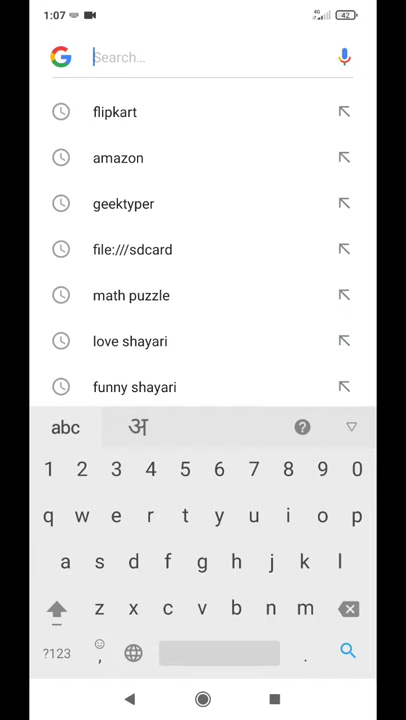 1:07 4G 42
Search...
flipkart
amazon
geektyper
file:///sdcard
math puzzle
love shayari
funny shayari
abc अ ?
1 2 3 4 5 6 7 8 9 0
q w e r t y u i o p
a s d f g h j k l
z x c v b n m
?123 , .